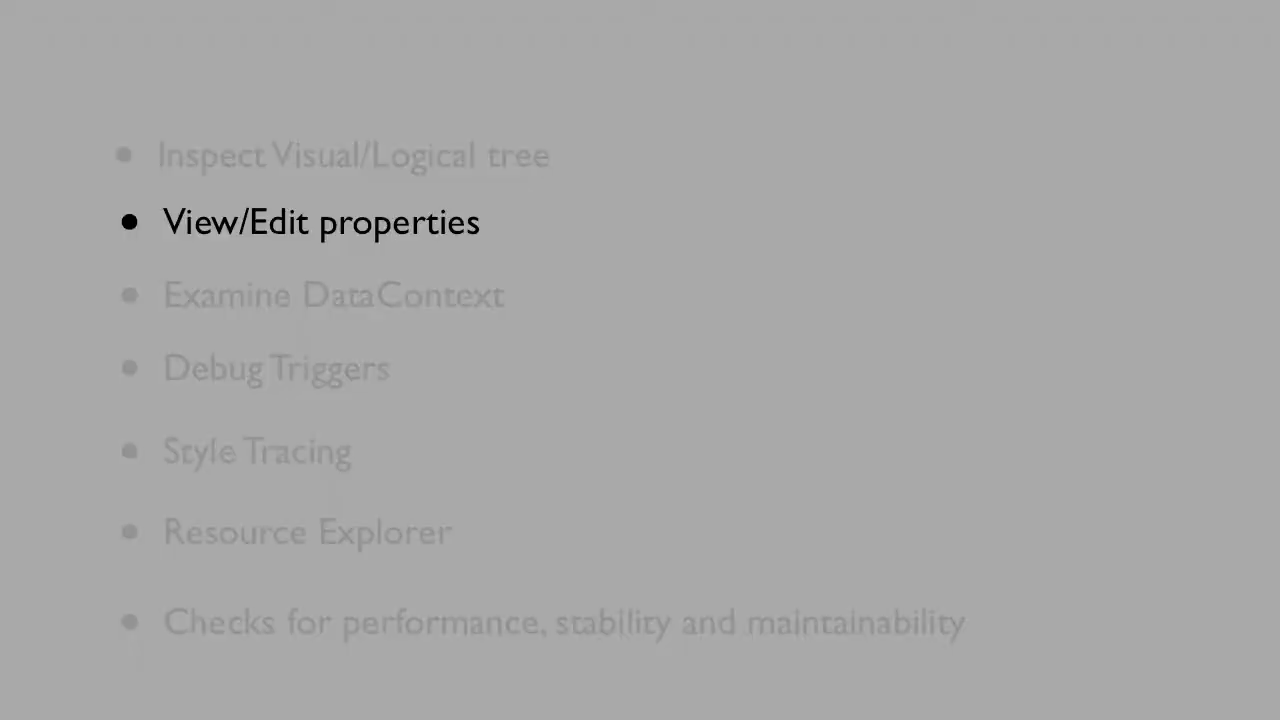 • Inspect Visual/Logical tree
• View/Edit properties
• Examine DataContext
• Debug Triggers
• Style Tracing
• Resource Explorer
• Checks for performance, stability and maintainability